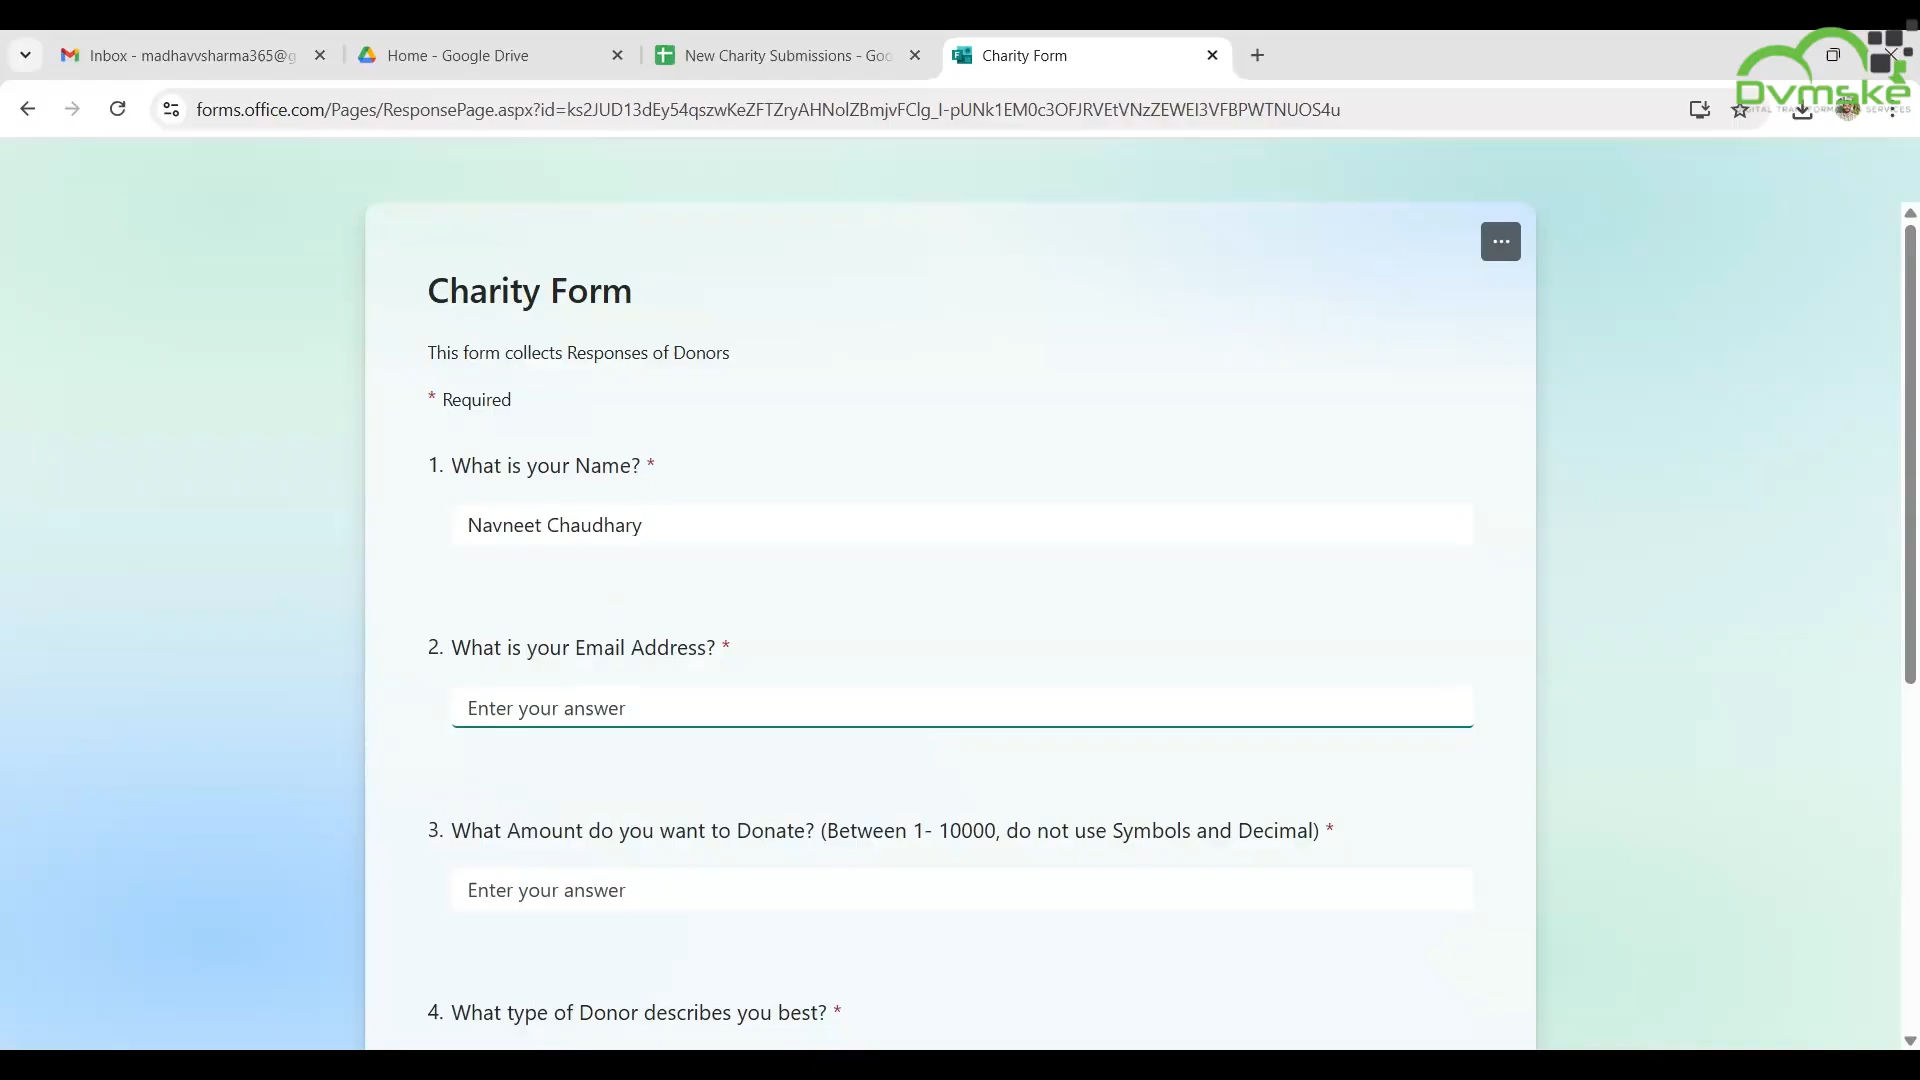 Inbox - madhavvsharma365@g
Home - Google Drive
New Charity Submissions - Goo
Charity Form
forms.office.com/Pages/ResponsePage.aspx?id=ks2JUD13dEy54qszwKeZFTZryAHNolZBmjvFClg_I-pUNk1EM0c3OFJRVEtVNzZEWEI3VFBPWTNUOS4u
Dvmske
Charity Form
This form collects Responses of Donors
* Required
1. What is your Name? *
Navneet Chaudhary
2. What is your Email Address? *
Enter your answer
3. What Amount do you want to Donate? (Between 1- 10000, do not use Symbols and Decimal) *
Enter your answer
4. What type of Donor describes you best? *